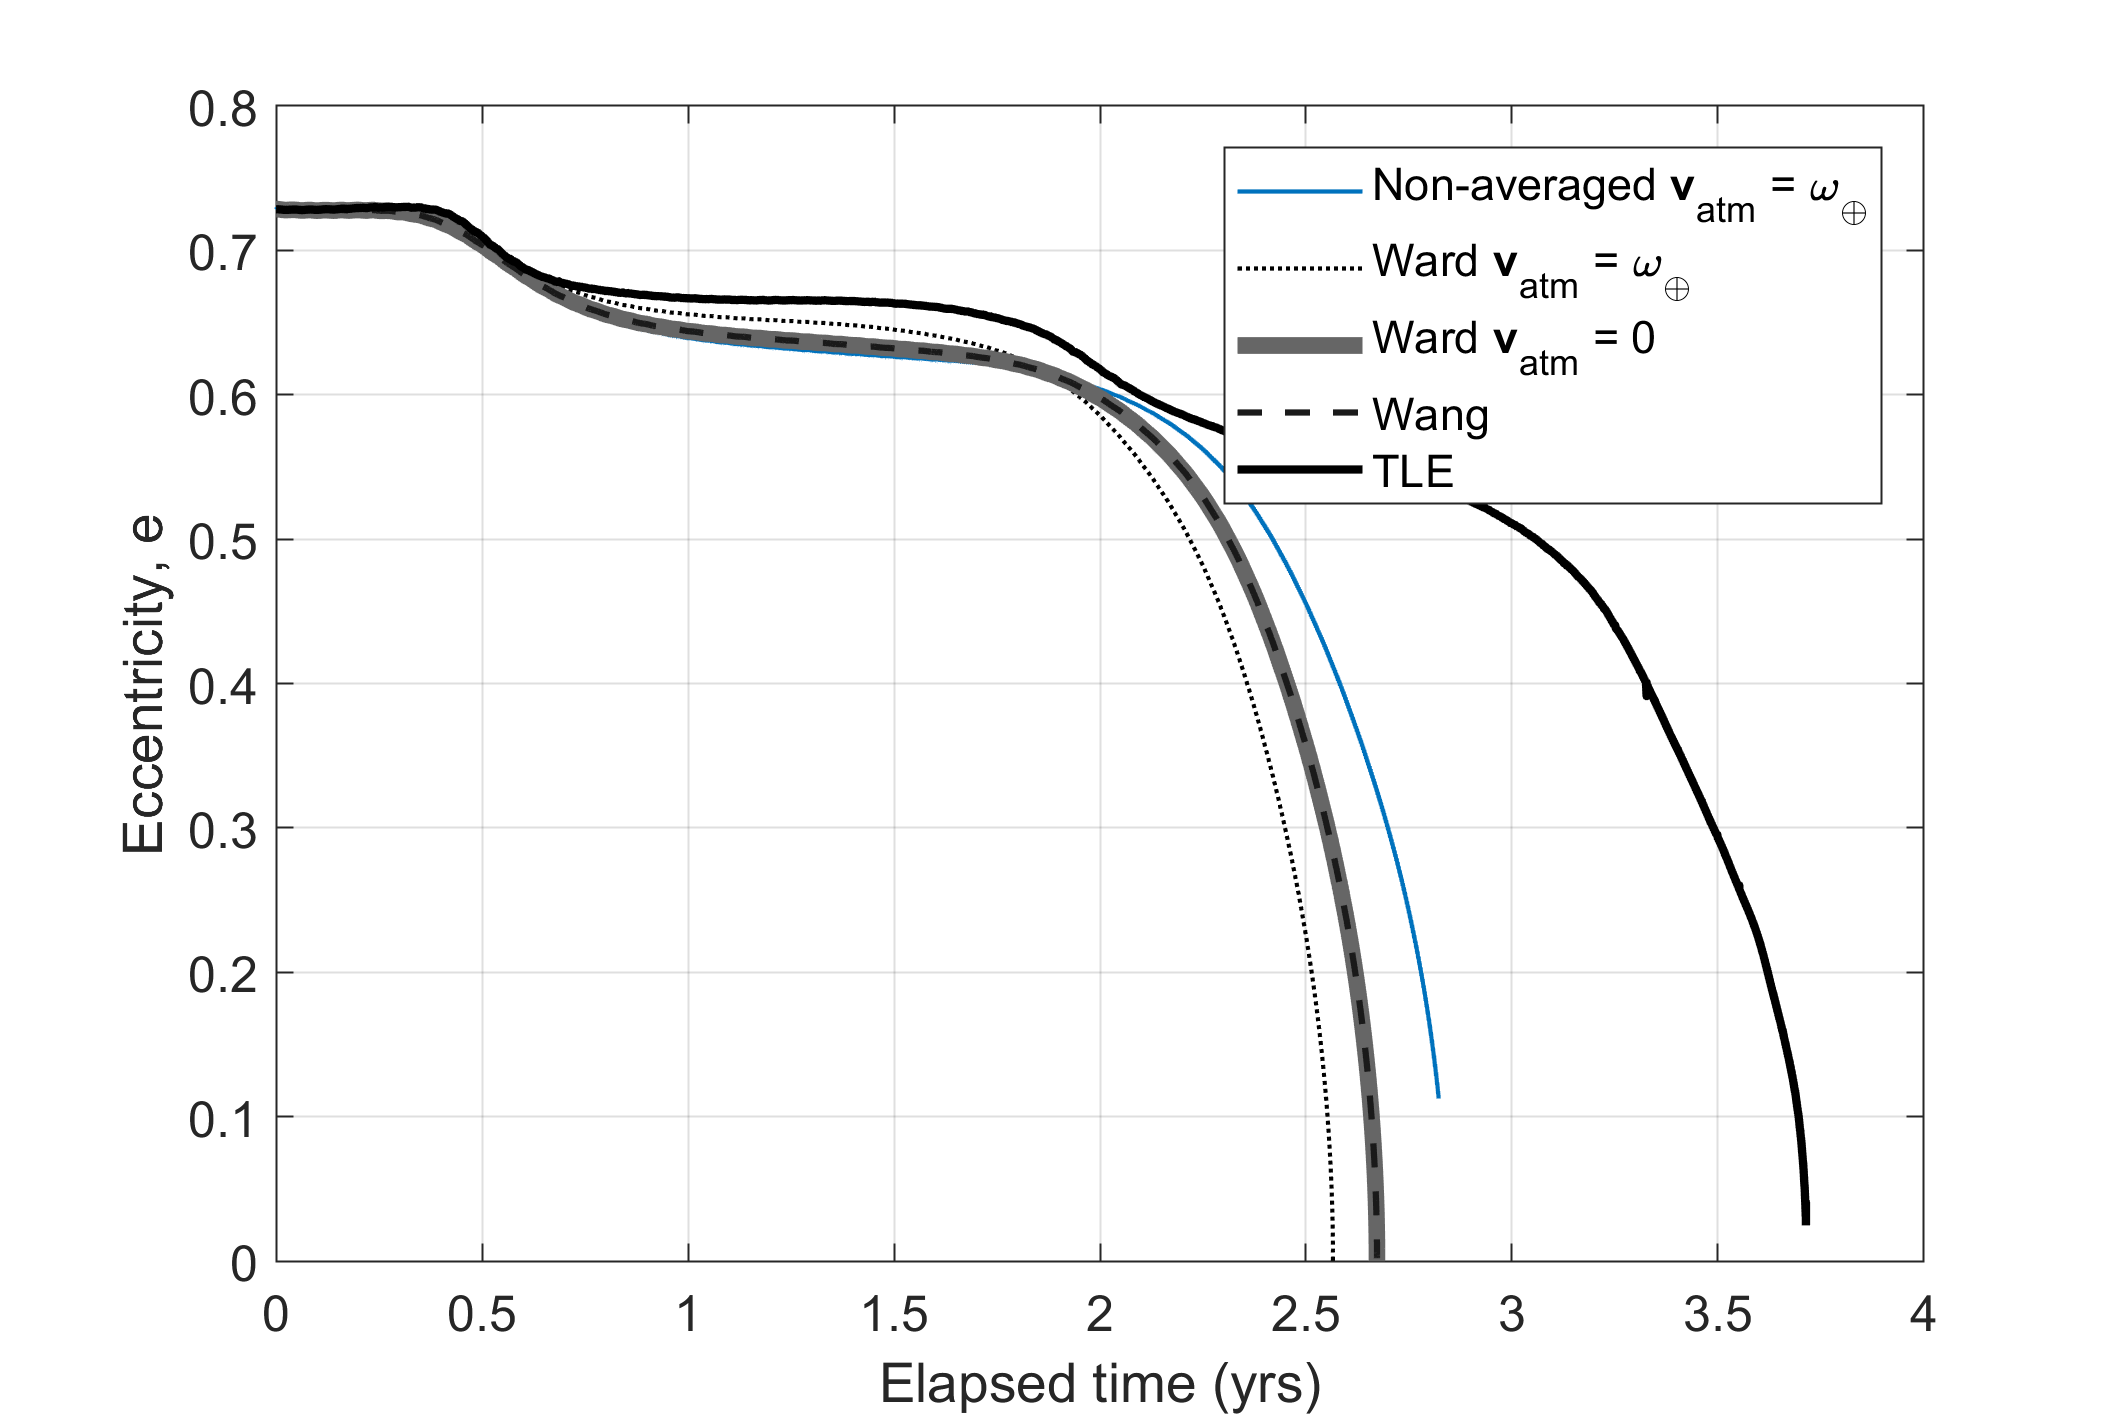 0.8
0.7
0.6
0.5
0.4
0.3
0.2
0.1
0
Eccentricity, e
Non-averaged v_atm = ω_⊕
Ward v_atm = ω_⊕
Ward v_atm = 0
Wang
TLE
0 0.5 1 1.5 2 2.5 3 3.5 4
Elapsed time (yrs)